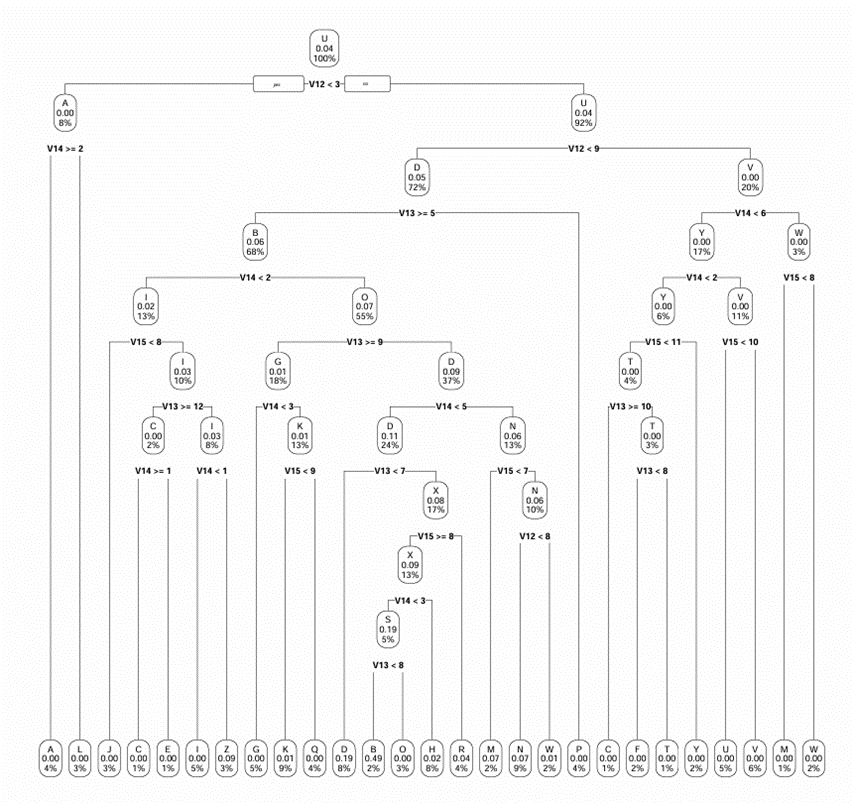 U
0.04
100%
yes
V12 < 3
no
A
0.00
8%
U
0.04
92%
V14 >= 2
V12 < 9
D
0.05
72%
V
0.00
20%
V13 >= 5
V14 < 6
B
0.06
68%
Y
0.00
17%
W
0.00
3%
V14 < 2
V14 < 2
V15 < 8
I
0.02
13%
O
0.07
55%
Y
0.00
6%
V
0.00
11%
V15 < 8
V13 >= 9
V15 < 11
V15 < 10
I
0.03
10%
G
0.01
18%
D
0.09
37%
T
0.00
4%
V13 >= 12
V14 < 3
V14 < 5
V13 >= 10
C
0.00
2%
I
0.03
8%
K
0.01
13%
D
0.11
24%
N
0.06
13%
T
0.00
3%
V14 >= 1
V14 < 1
V15 < 9
V13 < 7
V15 < 7
V13 < 8
X
0.08
17%
N
0.06
10%
V15 >= 8
V12 < 8
X
0.09
13%
V14 < 3
S
0.19
5%
V13 < 8
A
0.00
4%
L
0.00
3%
J
0.00
3%
C
0.00
1%
E
0.00
1%
I
0.00
5%
Z
0.09
3%
G
0.00
5%
K
0.01
9%
Q
0.00
4%
D
0.19
8%
B
0.49
2%
O
0.00
3%
H
0.02
8%
R
0.04
4%
M
0.07
2%
N
0.07
9%
W
0.01
2%
P
0.00
4%
C
0.00
1%
F
0.00
2%
T
0.00
1%
Y
0.00
2%
U
0.00
5%
V
0.00
6%
M
0.00
1%
W
0.00
2%